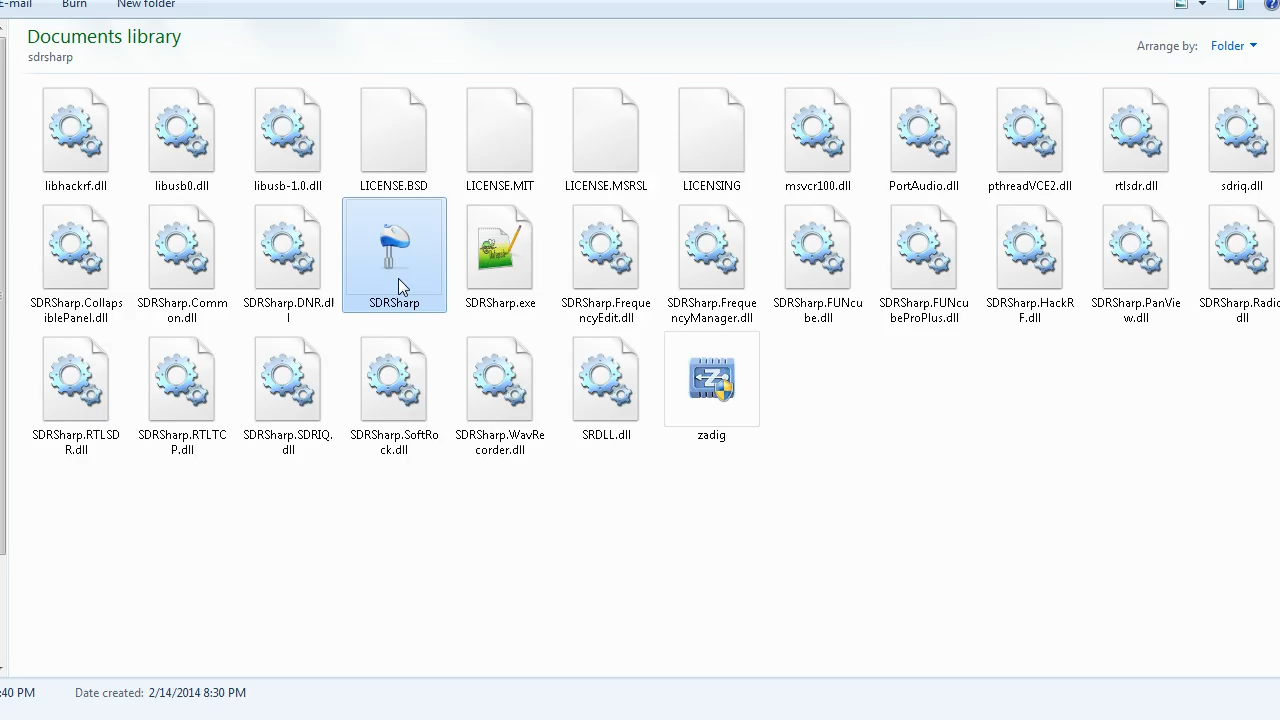 E-mail Burn New folder
Documents library
sdrsharp
Arrange by: Folder
libhackrf.dll libusb0.dll libusb-1.0.dll LICENSE.BSD LICENSE.MIT LICENSE.MSRSL LICENSING msvcr100.dll PortAudio.dll pthreadVCE2.dll rtlsdr.dll sdriq.dll
SDRSharp.Collaps SDRSharp.Comm SDRSharp.DNR.dl SDRSharp SDRSharp.exe SDRSharp.Freque SDRSharp.Freque SDRSharp.FUNcu SDRSharp.FUNcu SDRSharp.HackR SDRSharp.PanVie SDRSharp.Radio
iblePanel.dll on.dll l ncyEdit.dll ncyManager.dll be.dll beProPlus.dll F.dll w.dll dll
SDRSharp.RTLSD SDRSharp.RTLTC SDRSharp.SDRIQ. SDRSharp.SoftRo SDRSharp.WavRe SRDLL.dll zadig
R.dll P.dll dll ck.dll corder.dll
:40 PM Date created: 2/14/2014 8:30 PM